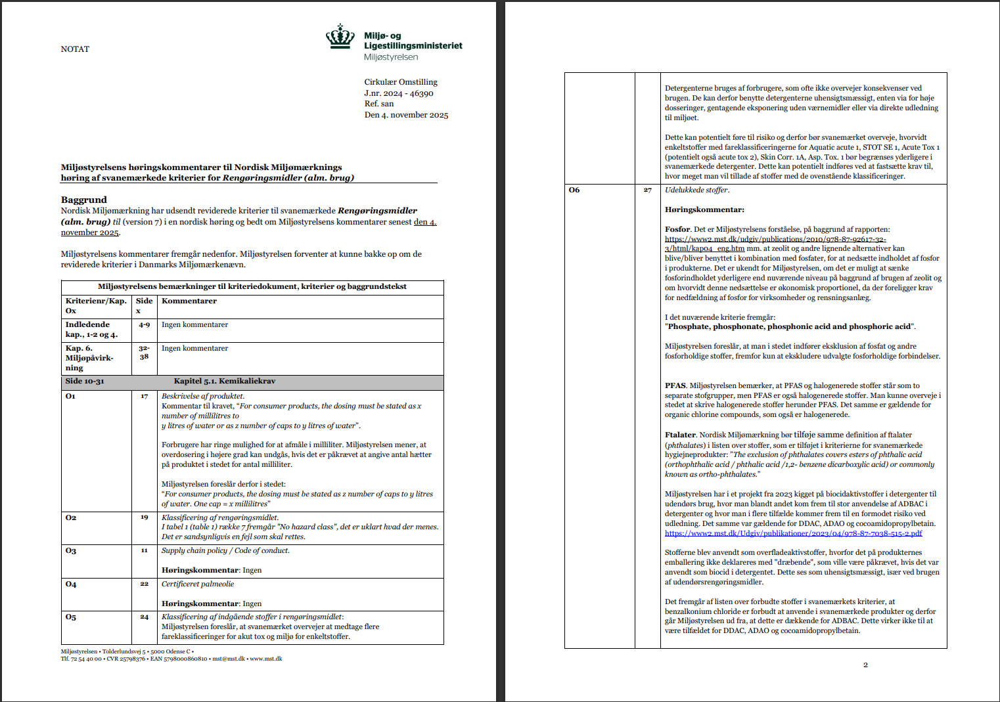 NOTAT
Miljø- og
Ligestillingsministeriet
Miljøstyrelsen
Cirkulær Omstilling
J.nr. 2024 - 46390
Ref. san
Den 4. november 2025
Miljøstyrelsens høringskommentarer til Nordisk Miljømærknings
høring af svanemærkede kriterier for Rengøringsmidler (alm. brug)
Baggrund
Nordisk Miljømærkning har udsendt reviderede kriterier til svanemærkede Rengøringsmidler
(alm. brug) til (version 7) i en nordisk høring og bedt om Miljøstyrelsens kommentarer senest den 4.
november 2025.
Miljøstyrelsens kommentarer fremgår nedenfor. Miljøstyrelsen forventer at kunne bakke op om de
reviderede kriterier i Danmarks Miljømærkenævn.
Miljøstyrelsens bemærkninger til kriteriedokument, kriterier og baggrundstekst
Kriterienr/Kap. Side Kommentarer
Ox x
Indledende 4-9 Ingen kommentarer
kap., 1-2 og 4.
Kap. 6. 32- Ingen kommentarer
Miljøpåvirk- 38
ning
Side 10-31 Kapitel 5.1. Kemikaliekrav
O1 17 Beskrivelse af produktet.
Kommentar til kravet, “For consumer products, the dosing must be stated as x
number of millilitres to
y litres of water or as z number of caps to y litres of water”.
Forbrugere har ringe mulighed for at afmåle i milliliter. Miljøstyrelsen mener, at
overdosering i højere grad kan undgås, hvis det er påkrævet at angive antal hætter
på produktet i stedet for antal milliliter.
Miljøstyrelsen foreslår derfor i stedet:
“For consumer products, the dosing must be stated as z number of caps to y litres
of water. One cap = x millilitres”
O2 19 Klassificering af rengøringsmidlet.
I tabel 1 (table 1) række 7 fremgår "No hazard class", det er uklart hvad der menes.
Det er sandsynligvis en fejl som skal rettes.
O3 11 Supply chain policy / Code of conduct.
Høringskommentar: Ingen
O4 22 Certificeret palmeolie
Høringskommentar: Ingen
O5 24 Klassificering af indgående stoffer i rengøringsmidlet:
Miljøstyrelsen foreslår, at svanemærket overvejer at medtage flere
fareklassificeringer for akut tox og miljø for enkeltstoffer.
Miljøstyrelsen • Tolderlundsvej 5 • 5000 Odense C •
Tlf. 72 54 40 00 • CVR 25798376 • EAN 5798000860810 • mst@mst.dk • www.mst.dk
Detergenterne bruges af forbrugere, som ofte ikke overvejer konsekvenser ved
brugen. De kan derfor benytte detergenterne uhensigtsmæssigt, enten via for høje
dosseringer, gentagende eksponering uden værnemidler eller via direkte udledning
til miljøet.
Dette kan potentielt føre til risiko og derfor bør svanemærket overveje, hvorvidt
enkeltstoffer med fareklassificeringerne for Aquatic acute 1, STOT SE 1, Acute Tox 1
(potentielt også acute tox 2), Skin Corr. 1A, Asp. Tox. 1 bør begrænses yderligere i
svanemærkede detergenter. Dette kan potentielt indføres ved at fastsætte krav til,
hvor meget man vil tillade af stoffer med de ovenstående klassificeringer.
O6 27 Udelukkede stoffer.
Høringskommentar:
Fosfor. Det er Miljøstyrelsens forståelse, på baggrund af rapporten:
https://www2.mst.dk/udgiv/publications/2010/978-87-92617-32-
3/html/kap04_eng.htm mm. at zeolit og andre lignende alternativer kan
blive/bliver benyttet i kombination med fosfater, for at nedsætte indholdet af fosfor
i produkterne. Det er ukendt for Miljøstyrelsen, om det er muligt at sænke
fosforindholdet yderligere end nuværende niveau på baggrund af brugen af zeolit og
om hvorvidt denne nedsættelse er økonomisk proportionel, da der foreligger krav
for nedfældning af fosfor for virksomheder og rensningsanlæg.
I det nuværende kriterie fremgår:
"Phosphate, phosphonate, phosphonic acid and phosphoric acid".
Miljøstyrelsen foreslår, at man i stedet indfører eksklusion af fosfat og andre
fosforholdige stoffer, fremfor kun at ekskludere udvalgte fosforholdige forbindelser.
PFAS. Miljøstyrelsen bemærker, at PFAS og halogenerede stoffer står som to
separate stofgrupper, men PFAS er også halogenerede stoffer. Man kunne overveje i
stedet at skrive halogenerede stoffer herunder PFAS. Det samme er gældende for
organic chlorine compounds, som også er halogenerede.
Ftalater. Nordisk Miljømærkning bør tilføje samme definition af ftalater
(phthalates) i listen over stoffer, som er tilføjet i kriterierne for svanemærkede
hygiejneprodukter: ”The exclusion of phthalates covers esters of phthalic acid
(orthophthalic acid / phthalic acid /1,2- benzene dicarboxylic acid) or commonly
known as ortho-phthalates.”
Miljøstyrelsen har i et projekt fra 2023 kigget på biocidaktivstoffer i detergenter til
udendørs brug, hvor man blandt andet kom frem til stor anvendelse af ADBAC i
detergenter og hvor man i flere tilfælde kommer frem til en formodet risiko ved
udledning. Det samme var gældende for DDAC, ADAO og cocoamidopropylbetain.
https://www2.mst.dk/Udgiv/publikationer/2023/04/978-87-7038-515-2.pdf
Stofferne blev anvendt som overfladeaktivstoffer, hvorfor det på produkternes
emballering ikke deklareres med "dræbende", som ville være påkrævet, hvis det var
anvendt som biocid i detergentet. Dette ses som uhensigtsmæssigt, især ved brugen
af udendørsrengøringsmidler.
Det fremgår af listen over forbudte stoffer i svanemærkets kriterier, at
benzalkonium chloride er forbudt at anvende i svanemærkede produkter og derfor
går Miljøstyrelsen ud fra, at dette er dækkende for ADBAC. Dette virker ikke til at
være tilfældet for DDAC, ADAO og cocoamidopropylbetain.
2